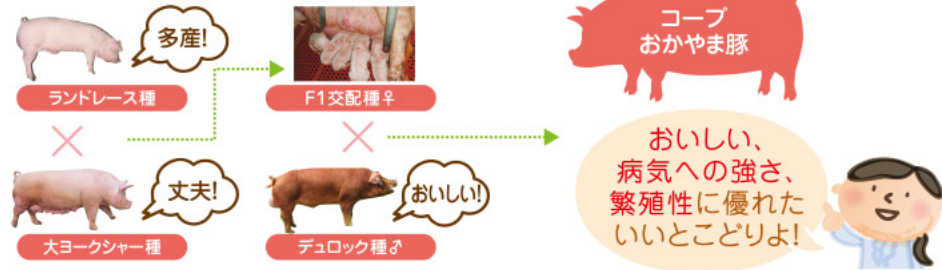 多産!
ランドレース種
丈夫!
大ヨークシャー種
F1交配種♀
おいしい!
デュロック種♂
コープ
おかやま豚
おいしい、
病気への強さ、
繁殖性に優れた
いいとこどりよ!